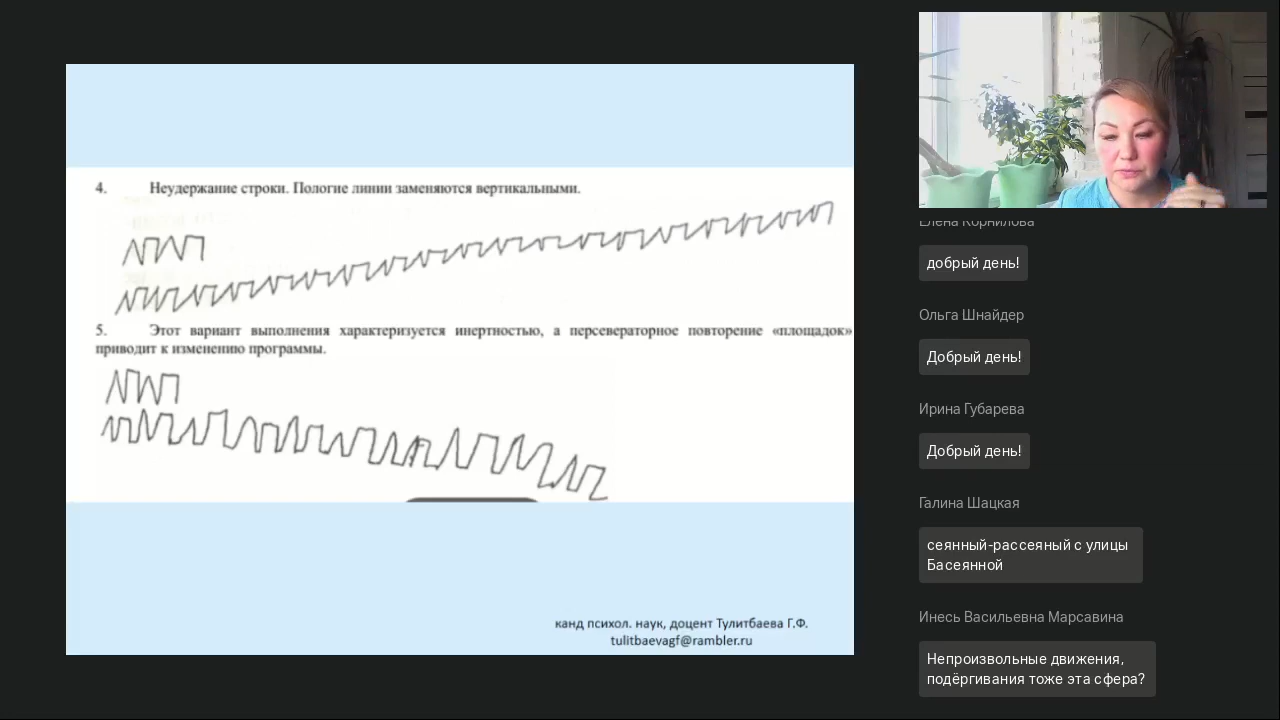 4. Неудержание строки. Пологие линии заменяются вертикальными.
5. Этот вариант выполнения характеризуется инертностью, а персевераторное повторение «площадок»
приводит к изменению программы.
канд психол. наук, доцент Тулитбаева Г.Ф.
tulitbaevagf@rambler.ru
Елена Корнилова
добрый день!
Ольга Шнайдер
Добрый день!
Ирина Губарева
Добрый день!
Галина Шацкая
сеянный-рассеяный с улицы
Басеянной
Инесь Васильевна Марсавина
Непроизвольные движения,
подёргивания тоже эта сфера?